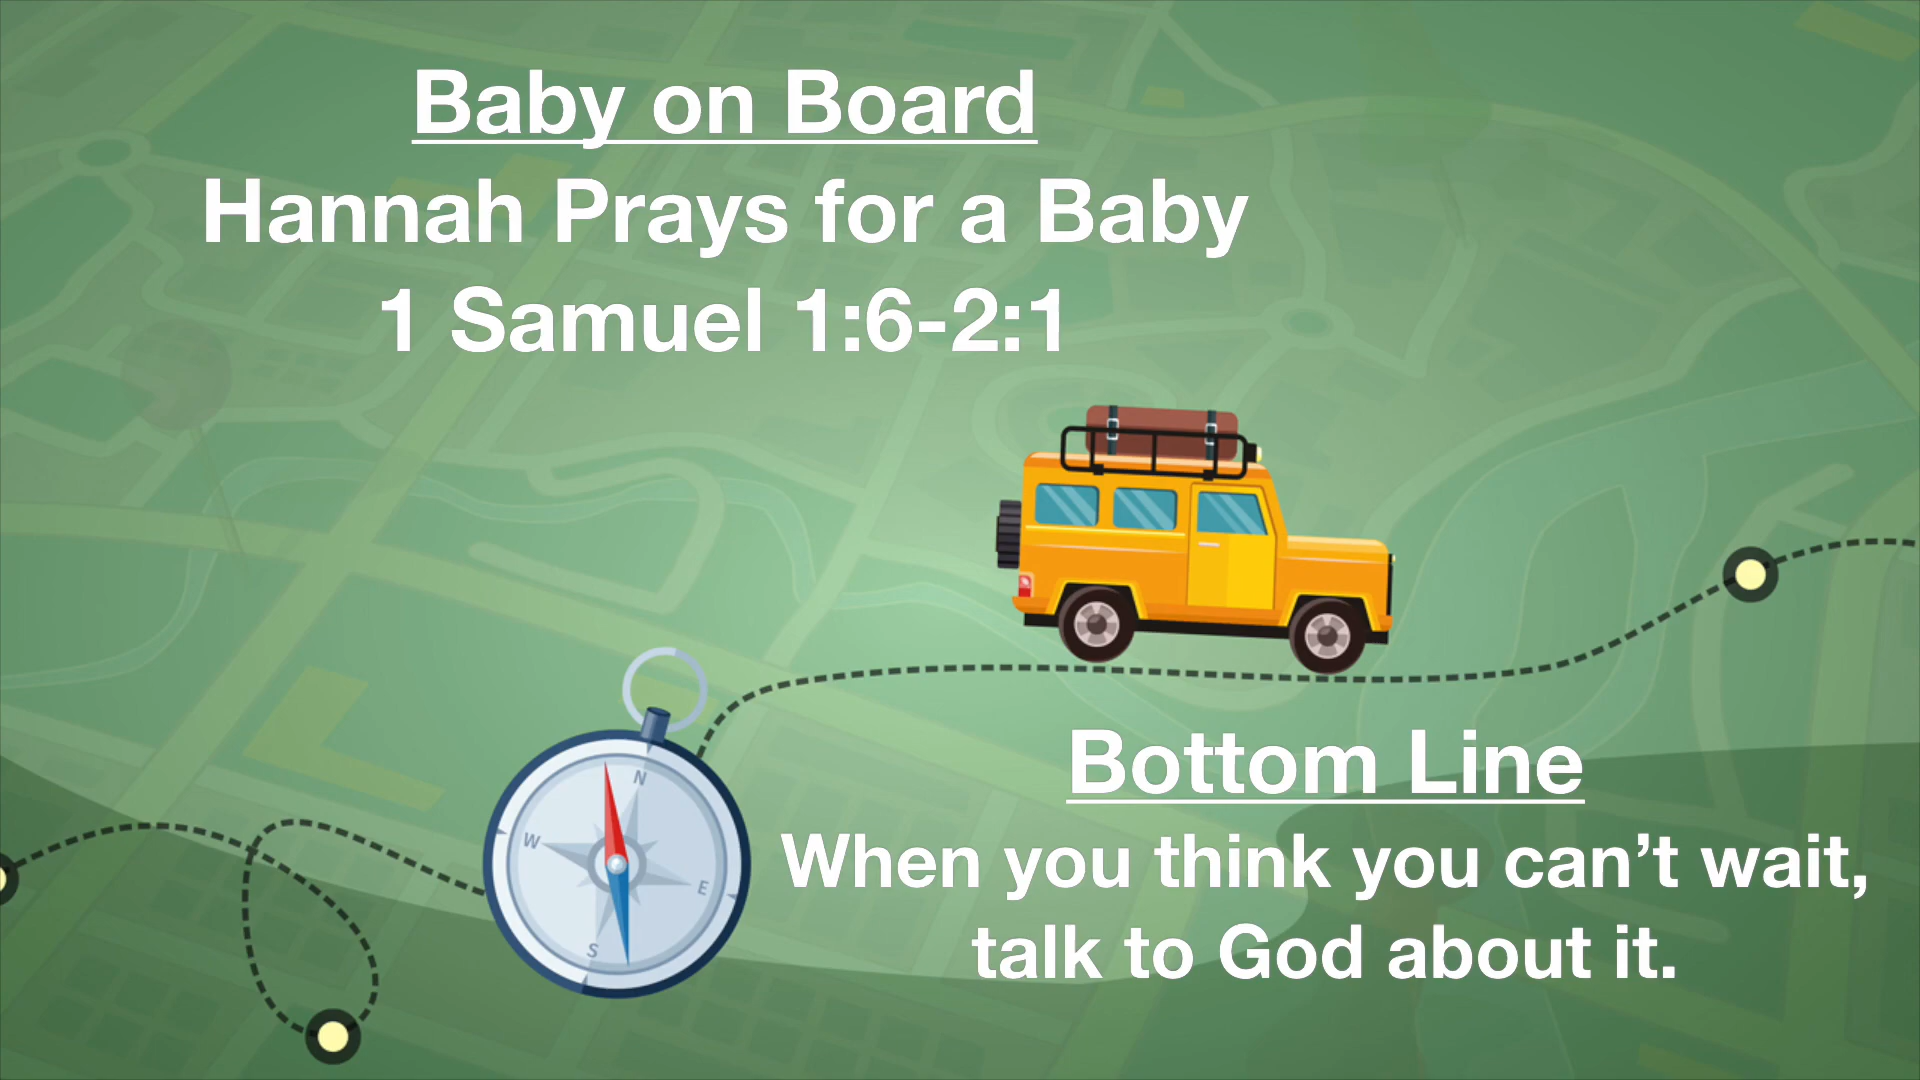 Baby on Board
Hannah Prays for a Baby
1 Samuel 1:6-2:1
N
W
E
S
Bottom Line
When you think you can’t wait,
talk to God about it.